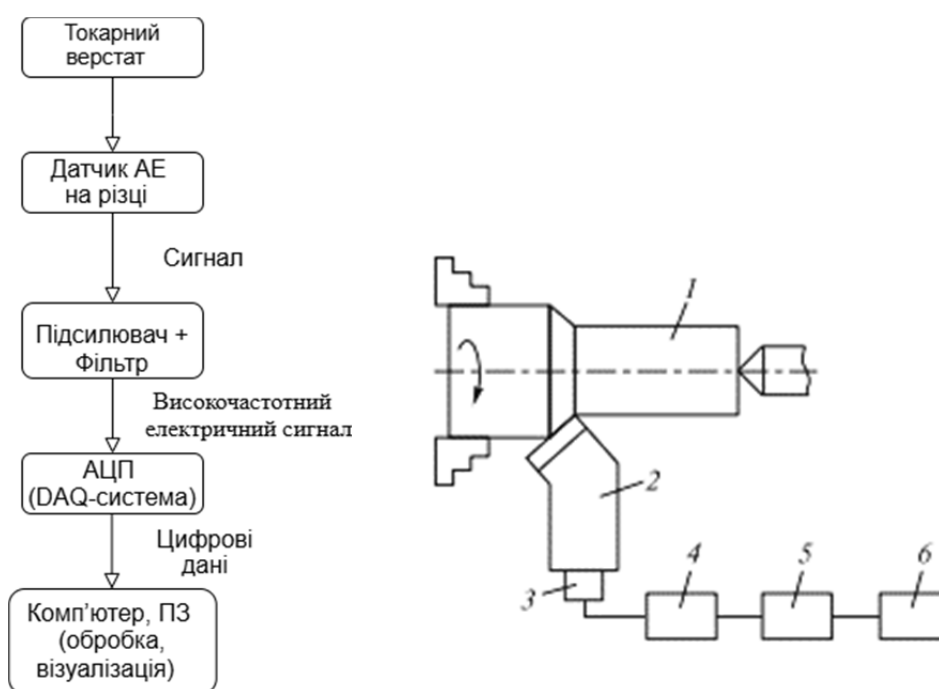 Токарний
верстат
Датчик АЕ
на різці
Сигнал
Підсилювач +
Фільтр
Високочастотний
електричний сигнал
АЦП
(DAQ-система)
Цифрові
дані
Комп’ютер, ПЗ
(обробка,
візуалізація)
1
2
3
4
5
6